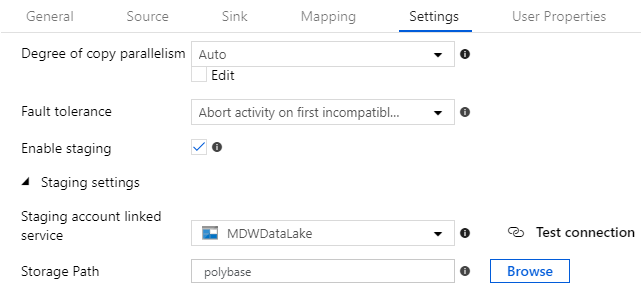 General Source Sink Mapping Settings User Properties
Degree of copy parallelism Auto
Edit
Fault tolerance Abort activity on first incompatibl...
Enable staging
Staging settings
Staging account linked
service MDWDataLake Test connection
Storage Path polybase Browse